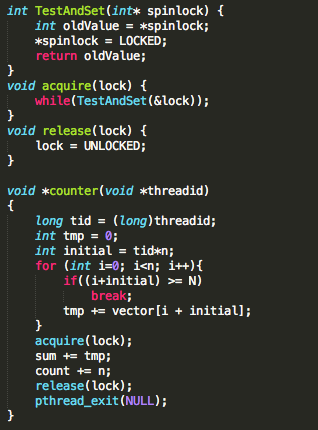 int TestAndSet(int* spinlock) {
    int oldValue = *spinlock;
    *spinlock = LOCKED;
    return oldValue;
}
void acquire(lock) {
    while(TestAndSet(&lock));
}
void release(lock) {
    lock = UNLOCKED;
}

void *counter(void *threadid)
{
    long tid = (long)threadid;
    int tmp = 0;
    int initial = tid*n;
    for (int i=0; i<n; i++){
        if((i+initial) >= N)
            break;
        tmp += vector[i + initial];
    }
    acquire(lock);
    sum += tmp;
    count += n;
    release(lock);
    pthread_exit(NULL);
}